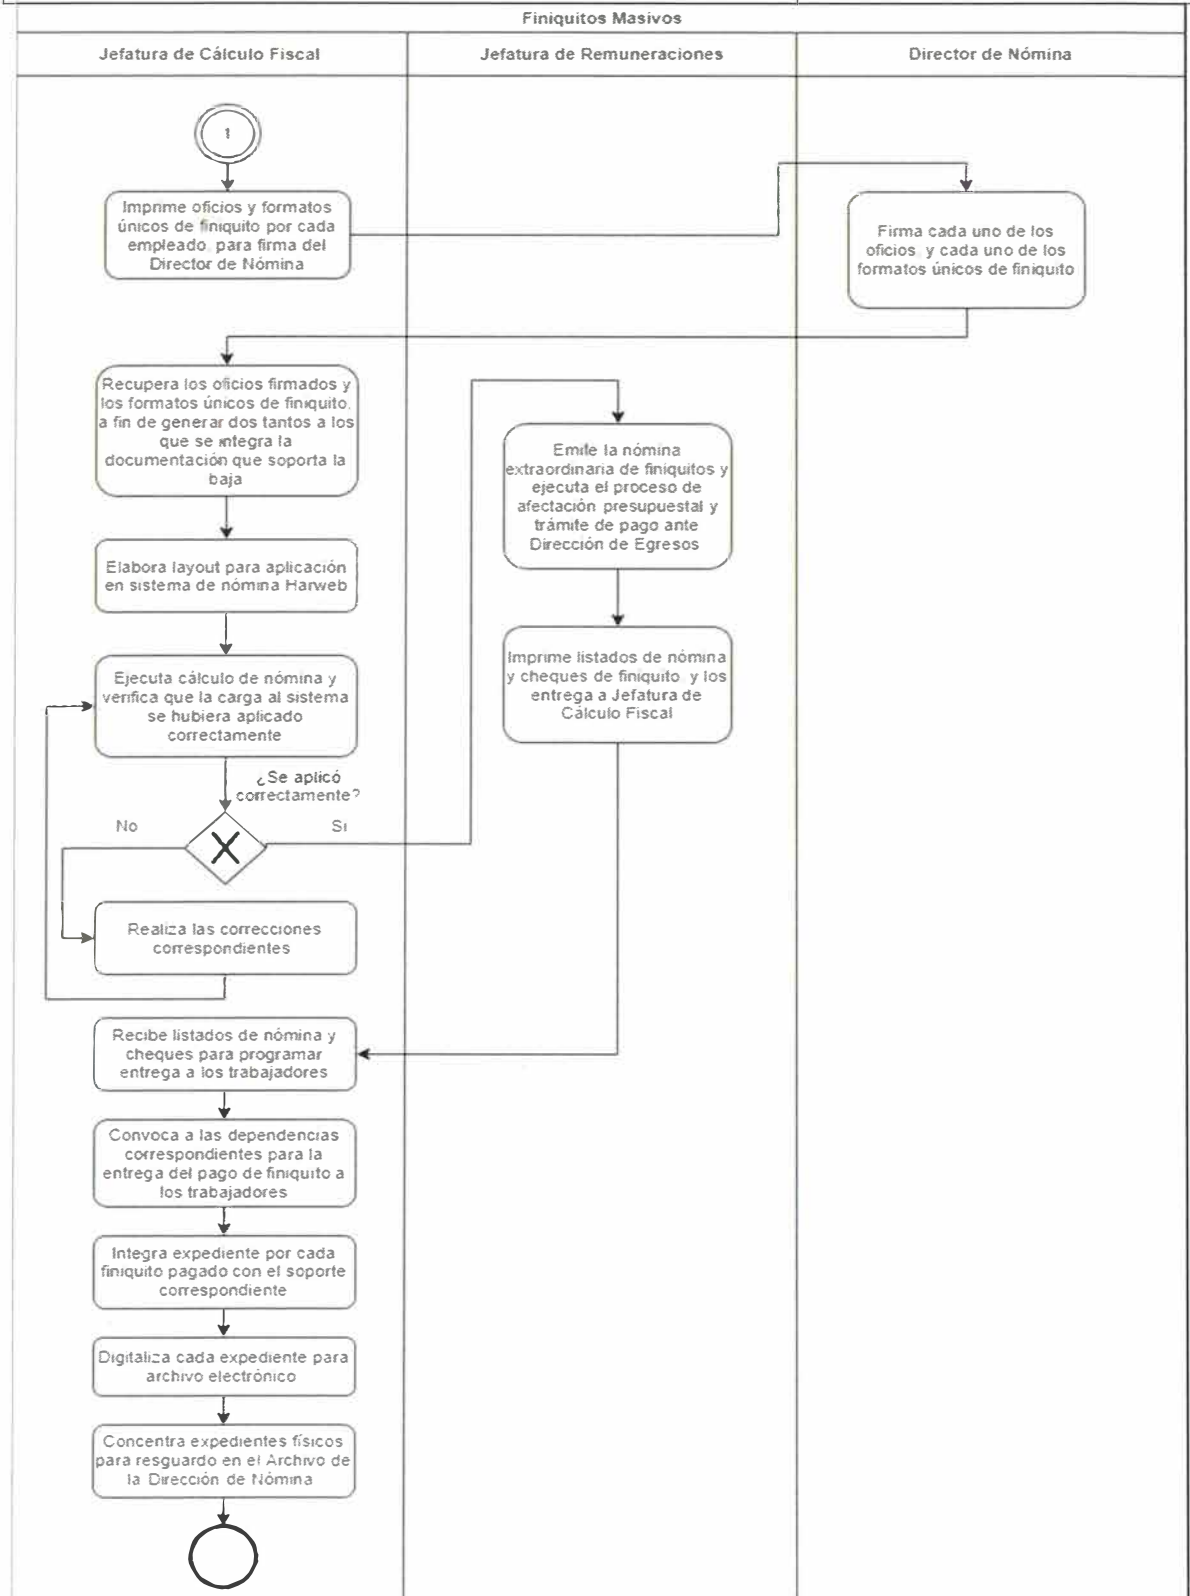 Finiquitos Masivos
Jefatura de Cálculo Fiscal
Jefatura de Remuneraciones
Director de Nómina
1
Imprime oficios y formatos
únicos de finiquito por cada
empleado, para firma del
Director de Nómina
Firma cada uno de los
oficios, y cada uno de los
formatos únicos de finiquito
Recupera los oficios firmados y
los formatos únicos de finiquito,
a fin de generar dos tantos a los
que se integra la
documentación que soporta la
baja
Emite la nómina
extraordinaria de finiquitos y
ejecuta el proceso de
afectación presupuestal y
trámite de pago ante
Dirección de Egresos
Elabora layout para aplicación
en sistema de nómina Harweb
Imprime listados de nómina
y cheques de finiquito y los
entrega a Jefatura de
Cálculo Fiscal
Ejecuta cálculo de nómina y
verifica que la carga al sistema
se hubiera aplicado
correctamente
¿Se aplicó
correctamente?
No
Si
Realiza las correcciones
correspondientes
Recibe listados de nómina y
cheques para programar
entrega a los trabajadores
Convoca a las dependencias
correspondientes para la
entrega del pago de finiquito a
los trabajadores
Integra expediente por cada
finiquito pagado con el soporte
correspondiente
Digitaliza cada expediente para
archivo electrónico
Concentra expedientes físicos
para resguardo en el Archivo de
la Dirección de Nómina